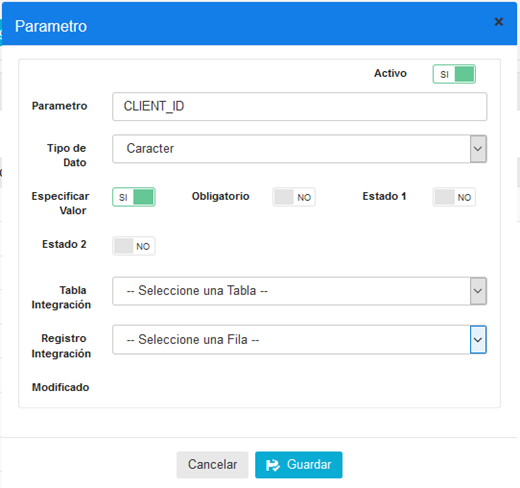 Parametro
×
Activo
SI
Parametro
CLIENT_ID
Tipo de
Dato
Caracter
Especificar
Valor
SI
Obligatorio
NO
Estado 1
NO
Estado 2
NO
Tabla
Integración
-- Seleccione una Tabla --
Registro
Integración
-- Seleccione una Fila --
Modificado
Cancelar
Guardar